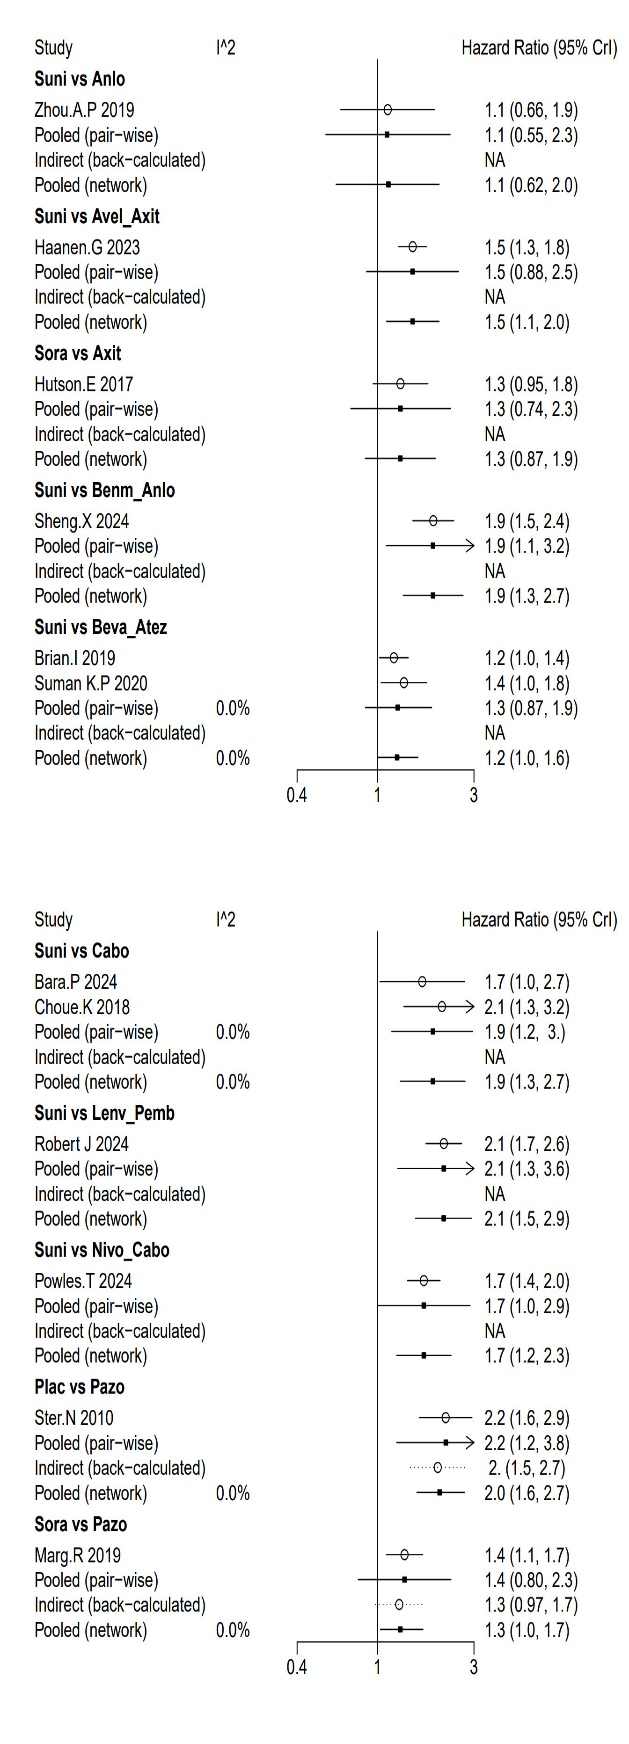 Study I^2 Hazard Ratio (95% CrI)
Suni vs Anlo
Zhou.A.P 2019 1.1 (0.66, 1.9)
Pooled (pair−wise) 1.1 (0.55, 2.3)
Indirect (back−calculated) NA
Pooled (network) 1.1 (0.62, 2.0)
Suni vs Avel_Axit
Haanen.G 2023 1.5 (1.3, 1.8)
Pooled (pair−wise) 1.5 (0.88, 2.5)
Indirect (back−calculated) NA
Pooled (network) 1.5 (1.1, 2.0)
Sora vs Axit
Hutson.E 2017 1.3 (0.95, 1.8)
Pooled (pair−wise) 1.3 (0.74, 2.3)
Indirect (back−calculated) NA
Pooled (network) 1.3 (0.87, 1.9)
Suni vs Benm_Anlo
Sheng.X 2024 1.9 (1.5, 2.4)
Pooled (pair−wise) 1.9 (1.1, 3.2)
Indirect (back−calculated) NA
Pooled (network) 1.9 (1.3, 2.7)
Suni vs Beva_Atez
Brian.I 2019 1.2 (1.0, 1.4)
Suman K.P 2020 1.4 (1.0, 1.8)
Pooled (pair−wise) 0.0% 1.3 (0.87, 1.9)
Indirect (back−calculated) NA
Pooled (network) 0.0% 1.2 (1.0, 1.6)
0.4 1 3
Study I^2 Hazard Ratio (95% CrI)
Suni vs Cabo
Bara.P 2024 1.7 (1.0, 2.7)
Choue.K 2018 2.1 (1.3, 3.2)
Pooled (pair−wise) 0.0% 1.9 (1.2, 3.)
Indirect (back−calculated) NA
Pooled (network) 0.0% 1.9 (1.3, 2.7)
Suni vs Lenv_Pemb
Robert J 2024 2.1 (1.7, 2.6)
Pooled (pair−wise) 2.1 (1.3, 3.6)
Indirect (back−calculated) NA
Pooled (network) 2.1 (1.5, 2.9)
Suni vs Nivo_Cabo
Powles.T 2024 1.7 (1.4, 2.0)
Pooled (pair−wise) 1.7 (1.0, 2.9)
Indirect (back−calculated) NA
Pooled (network) 1.7 (1.2, 2.3)
Plac vs Pazo
Ster.N 2010 2.2 (1.6, 2.9)
Pooled (pair−wise) 2.2 (1.2, 3.8)
Indirect (back−calculated) 2. (1.5, 2.7)
Pooled (network) 0.0% 2.0 (1.6, 2.7)
Sora vs Pazo
Marg.R 2019 1.4 (1.1, 1.7)
Pooled (pair−wise) 1.4 (0.80, 2.3)
Indirect (back−calculated) 1.3 (0.97, 1.7)
Pooled (network) 0.0% 1.3 (1.0, 1.7)
0.4 1 3